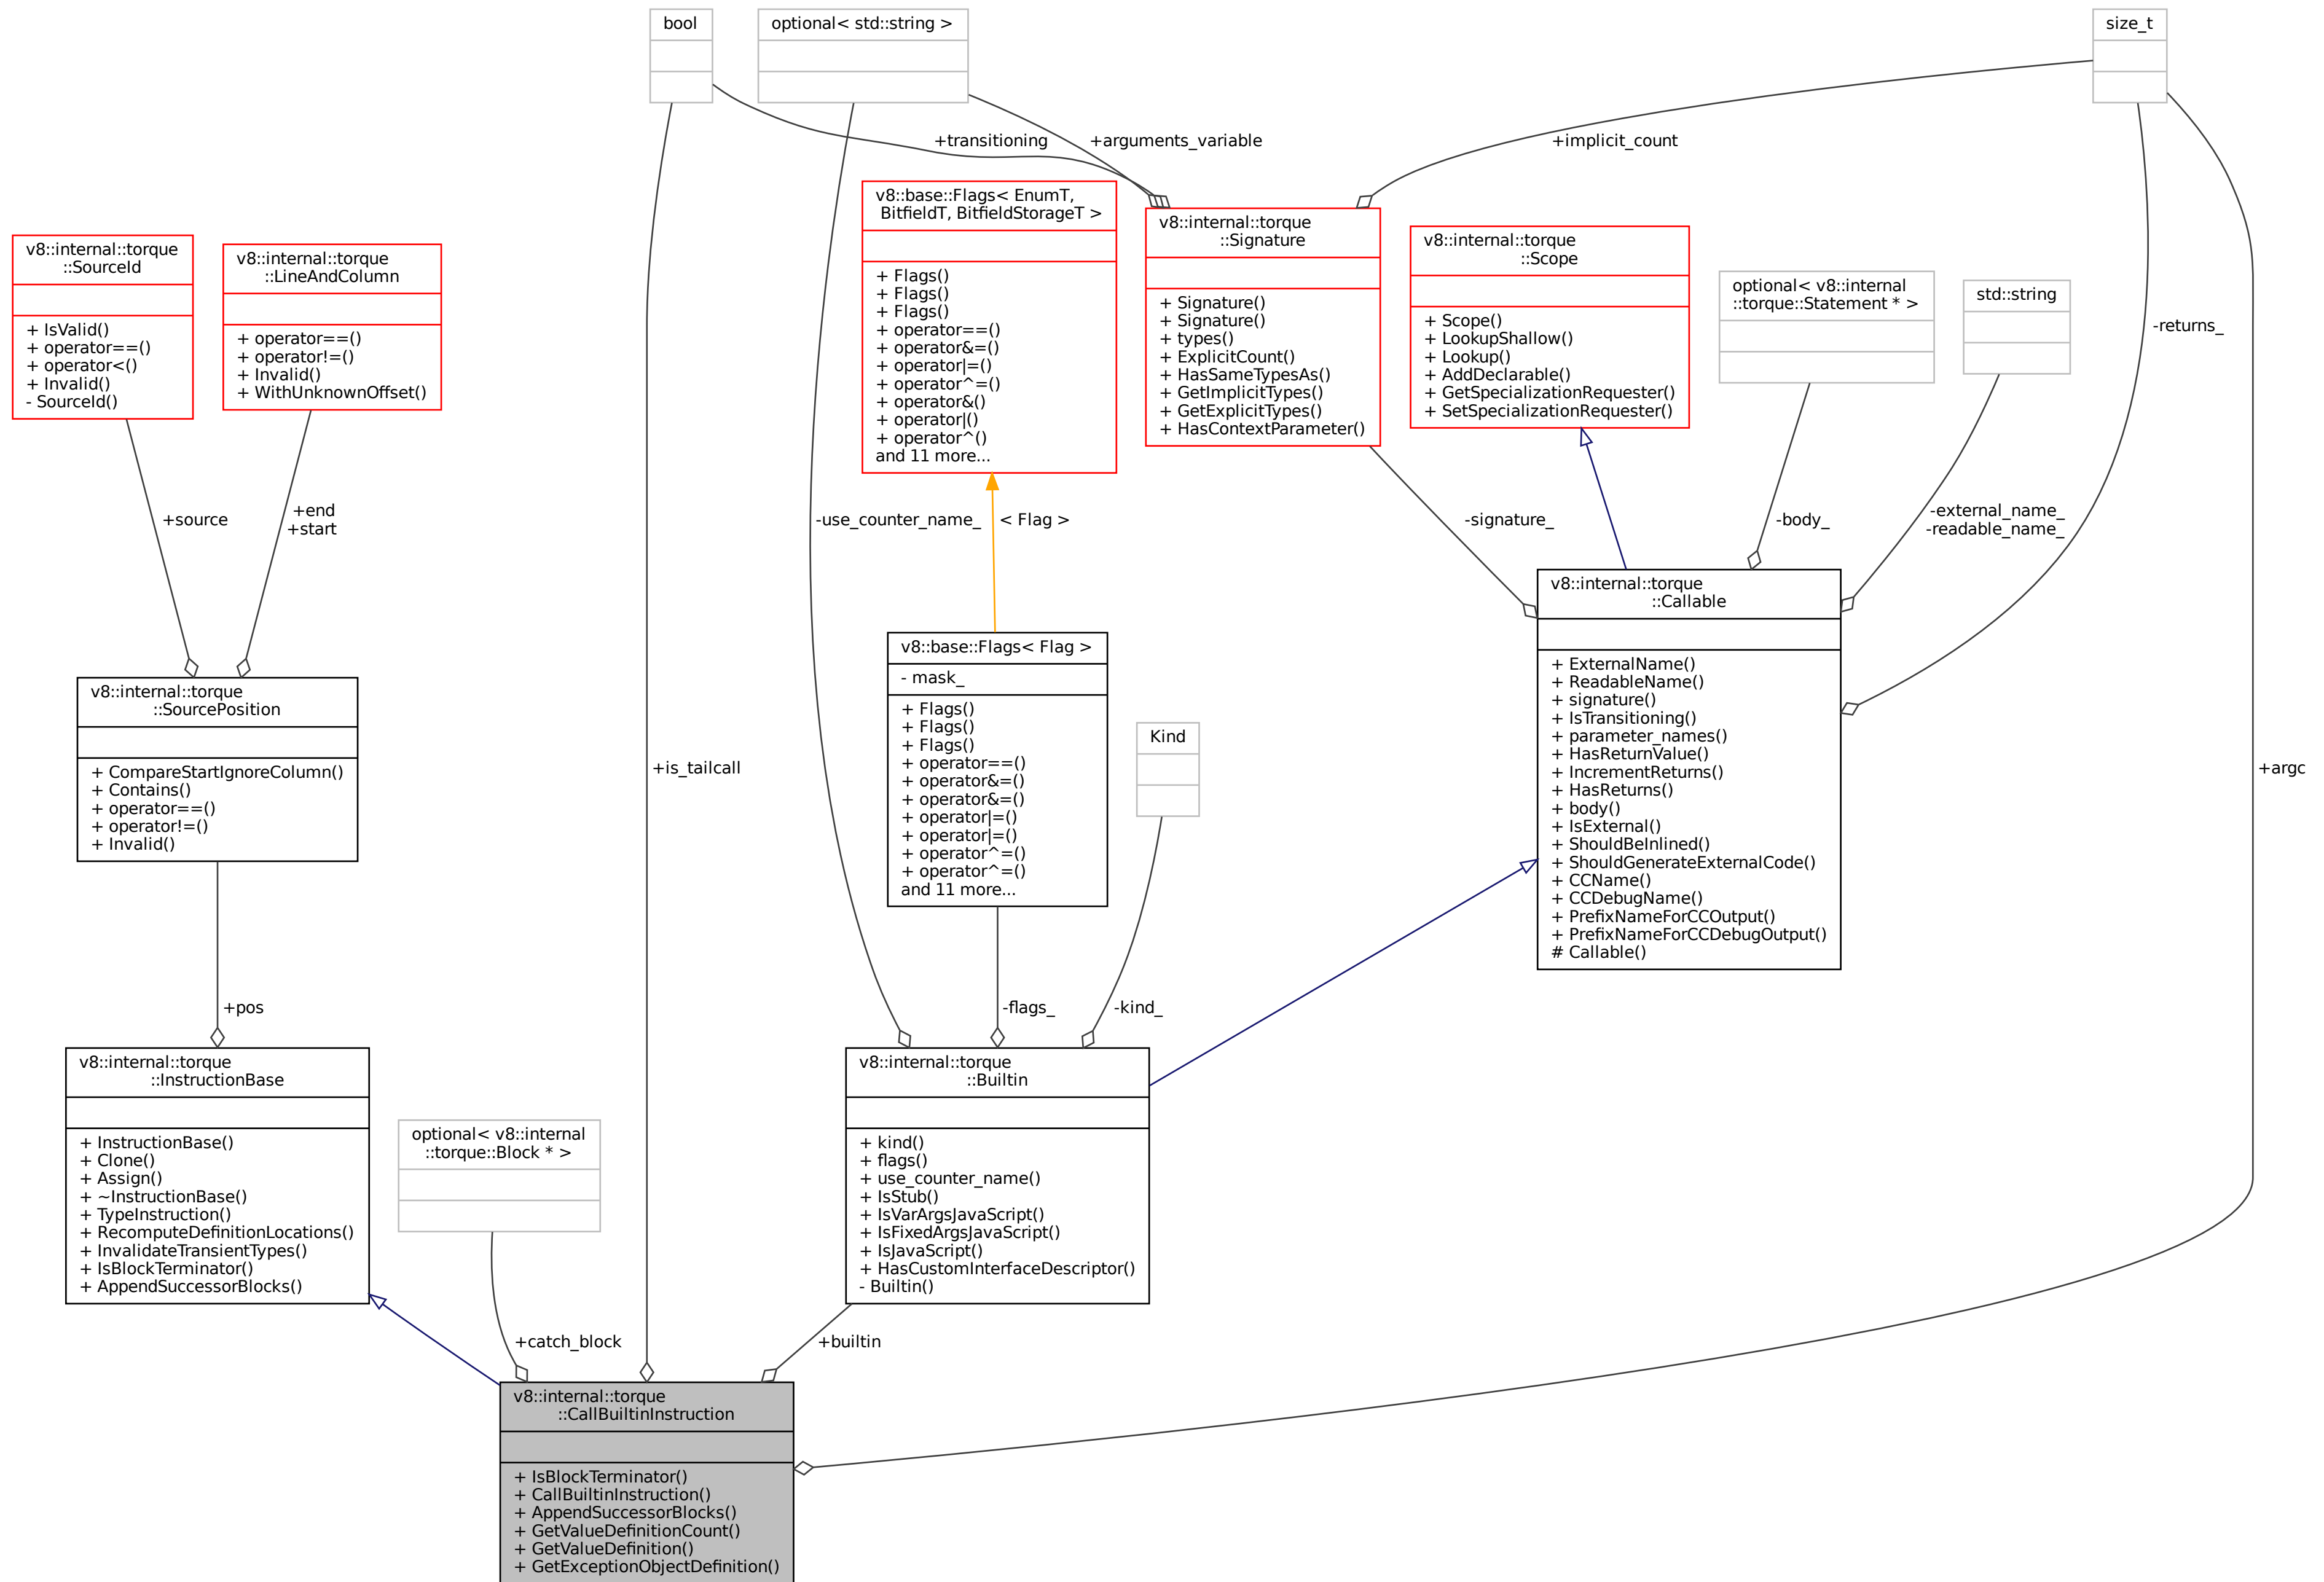 bool
optional< std::string >
size_t
+transitioning
+arguments_variable
+implicit_count
v8::base::Flags< EnumT,
BitfieldT, BitfieldStorageT >
+ Flags()
+ Flags()
+ Flags()
+ operator==()
+ operator&=()
+ operator|=()
+ operator^=()
+ operator&()
+ operator|()
+ operator^()
and 11 more...
v8::internal::torque
::Signature
+ Signature()
+ Signature()
+ types()
+ ExplicitCount()
+ HasSameTypesAs()
+ GetImplicitTypes()
+ GetExplicitTypes()
+ HasContextParameter()
v8::internal::torque
::Scope
+ Scope()
+ LookupShallow()
+ Lookup()
+ AddDeclarable()
+ GetSpecializationRequester()
+ SetSpecializationRequester()
v8::internal::torque
::SourceId
+ IsValid()
+ operator==()
+ operator<()
+ Invalid()
- SourceId()
v8::internal::torque
::LineAndColumn
+ operator==()
+ operator!=()
+ Invalid()
+ WithUnknownOffset()
optional< v8::internal
::torque::Statement * >
std::string
-returns_
+source
+end
+start
-use_counter_name_
< Flag >
-signature_
-body_
-external_name_
-readable_name_
v8::internal::torque
::Callable
+ ExternalName()
+ ReadableName()
+ signature()
+ IsTransitioning()
+ parameter_names()
+ HasReturnValue()
+ IncrementReturns()
+ HasReturns()
+ body()
+ IsExternal()
+ ShouldBeInlined()
+ ShouldGenerateExternalCode()
+ CCName()
+ CCDebugName()
+ PrefixNameForCCOutput()
+ PrefixNameForCCDebugOutput()
# Callable()
v8::base::Flags< Flag >
- mask_
+ Flags()
+ Flags()
+ Flags()
+ operator==()
+ operator&=()
+ operator&=()
+ operator|=()
+ operator|=()
+ operator^=()
+ operator^=()
and 11 more...
v8::internal::torque
::SourcePosition
+ CompareStartIgnoreColumn()
+ Contains()
+ operator==()
+ operator!=()
+ Invalid()
Kind
+is_tailcall
+argc
+pos
-flags_
-kind_
v8::internal::torque
::InstructionBase
+ InstructionBase()
+ Clone()
+ Assign()
+ ~InstructionBase()
+ TypeInstruction()
+ RecomputeDefinitionLocations()
+ InvalidateTransientTypes()
+ IsBlockTerminator()
+ AppendSuccessorBlocks()
optional< v8::internal
::torque::Block * >
v8::internal::torque
::Builtin
+ kind()
+ flags()
+ use_counter_name()
+ IsStub()
+ IsVarArgsJavaScript()
+ IsFixedArgsJavaScript()
+ IsJavaScript()
+ HasCustomInterfaceDescriptor()
- Builtin()
+catch_block
+builtin
v8::internal::torque
::CallBuiltinInstruction
+ IsBlockTerminator()
+ CallBuiltinInstruction()
+ AppendSuccessorBlocks()
+ GetValueDefinitionCount()
+ GetValueDefinition()
+ GetExceptionObjectDefinition()